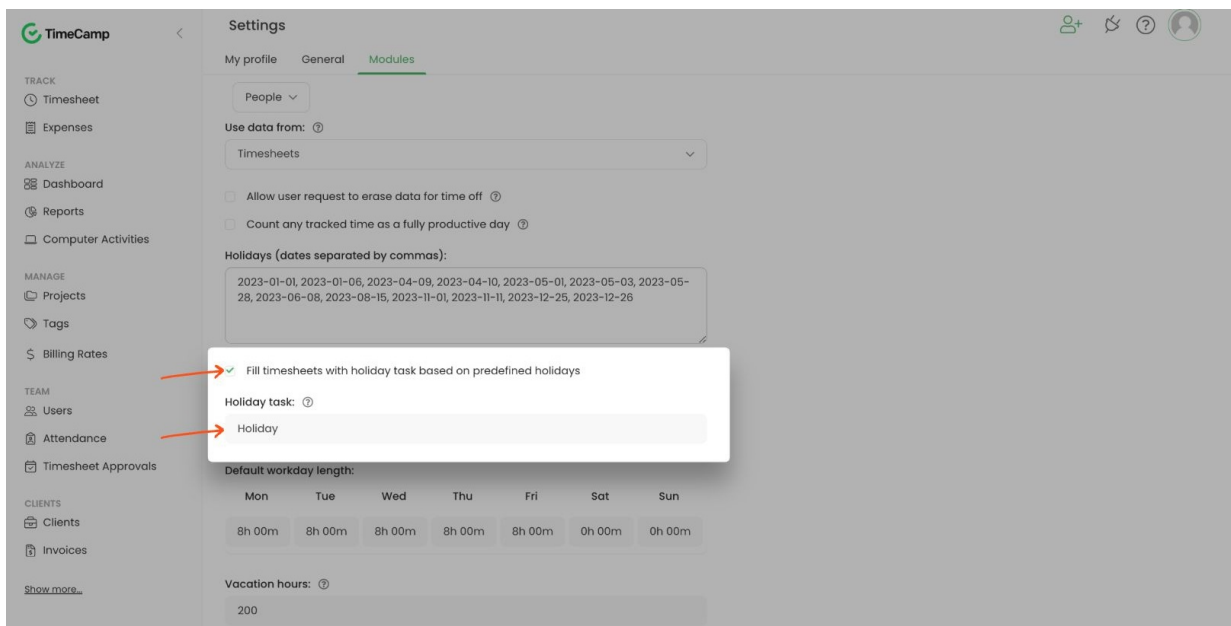 TimeCamp
Settings
My profile General Modules
TRACK
Timesheet
Expenses
ANALYZE
Dashboard
Reports
Computer Activities
MANAGE
Projects
Tags
Billing Rates
TEAM
Users
Attendance
Timesheet Approvals
CLIENTS
Clients
Invoices
Show more...
People
Use data from:
Timesheets
Allow user request to erase data for time off
Count any tracked time as a fully productive day
Holidays (dates separated by commas):
2023-01-01, 2023-01-06, 2023-04-09, 2023-04-10, 2023-05-01, 2023-05-03, 2023-05-
28, 2023-06-08, 2023-08-15, 2023-11-01, 2023-11-11, 2023-12-25, 2023-12-26
Fill timesheets with holiday task based on predefined holidays
Holiday task:
Holiday
Default workday length:
Mon Tue Wed Thu Fri Sat Sun
8h 00m 8h 00m 8h 00m 8h 00m 8h 00m 0h 00m 0h 00m
Vacation hours:
200